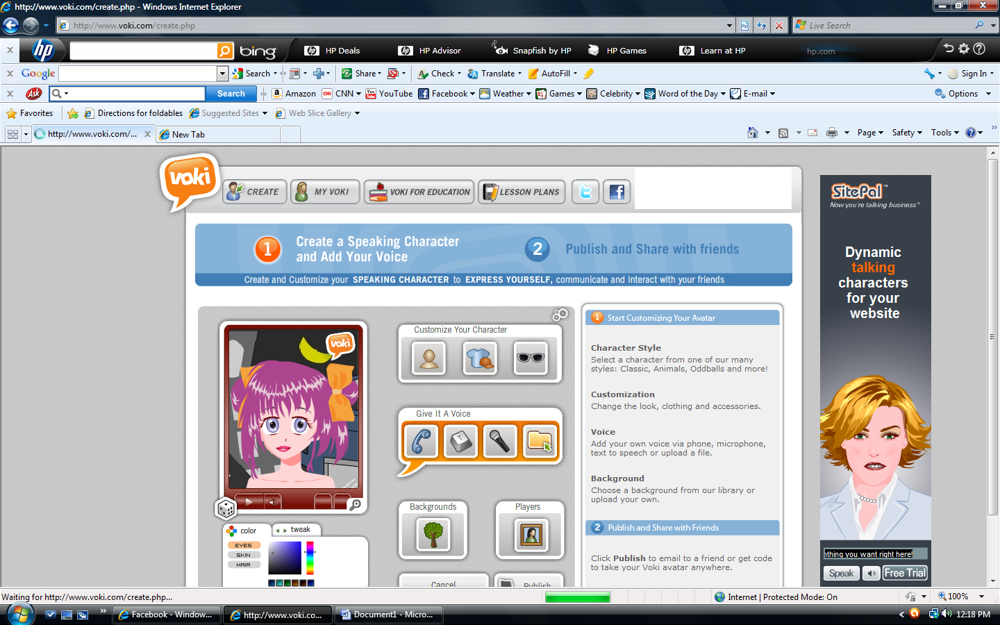 http://www.voki.com/create.php - Windows Internet Explorer
http://www.voki.com/create.php
Live Search
hp
bing
HP Deals
HP Advisor
Snapfish by HP
HP Games
Learn at HP
hp.com
Google
Search
Share
Check
Translate
AutoFill
Sign In
Ask
Search
Amazon
CNN
YouTube
Facebook
Weather
Games
Celebrity
Word of the Day
E-mail
Options
Favorites
Directions for foldables
Suggested Sites
Web Slice Gallery
http://www.voki.com/...
New Tab
Page
Safety
Tools
voki
CREATE
MY VOKI
VOKI FOR EDUCATION
LESSON PLANS
1 Create a Speaking Character
and Add Your Voice
2 Publish and Share with friends
Create and Customize your SPEAKING CHARACTER to EXPRESS YOURSELF, communicate and interact with your friends
voki
color
tweak
EYES
SKIN
HAIR
Customize Your Character
Give It A Voice
Backgrounds
Players
Cancel
Publish
1 Start Customizing Your Avatar
Character Style
Select a character from one of our many
styles: Classic, Animals, Oddballs and more!
Customization
Change the look, clothing and accessories.
Voice
Add your own voice via phone, microphone,
text to speech or upload a file.
Background
Choose a background from our library or
upload your own.
2 Publish and Share with Friends
Click Publish to email to a friend or get code
to take your Voki avatar anywhere.
SitePal™
Now you're talking business™
Dynamic
talking
characters
for your
website
nthing you want right here!
Speak
Free Trial
Waiting for http://www.voki.com/create.php...
Internet | Protected Mode: On
100%
Facebook - Window...
http://www.voki.co...
Document1 - Micro...
12:18 PM